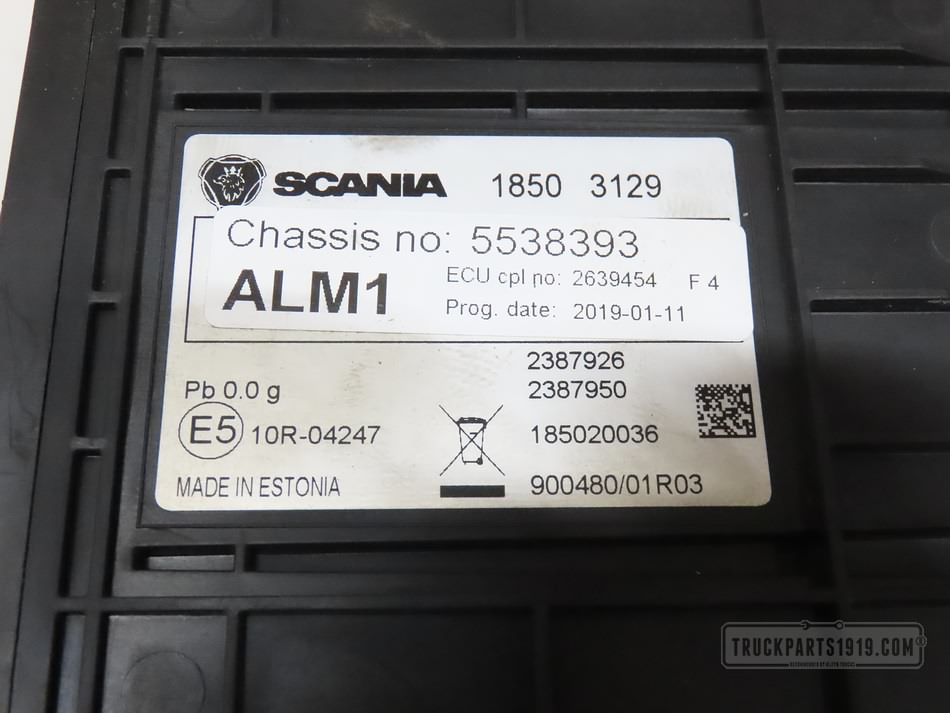 SCANIA 1850 3129
Chassis no: 5538393
ALM1 ECU cpl no: 2639454 F 4
Prog. date: 2019-01-11
2387926
Pb 0.0 g 2387950
E5 10R-04247 185020036
MADE IN ESTONIA 900480/01R03
TRUCKPARTS1919.COM®